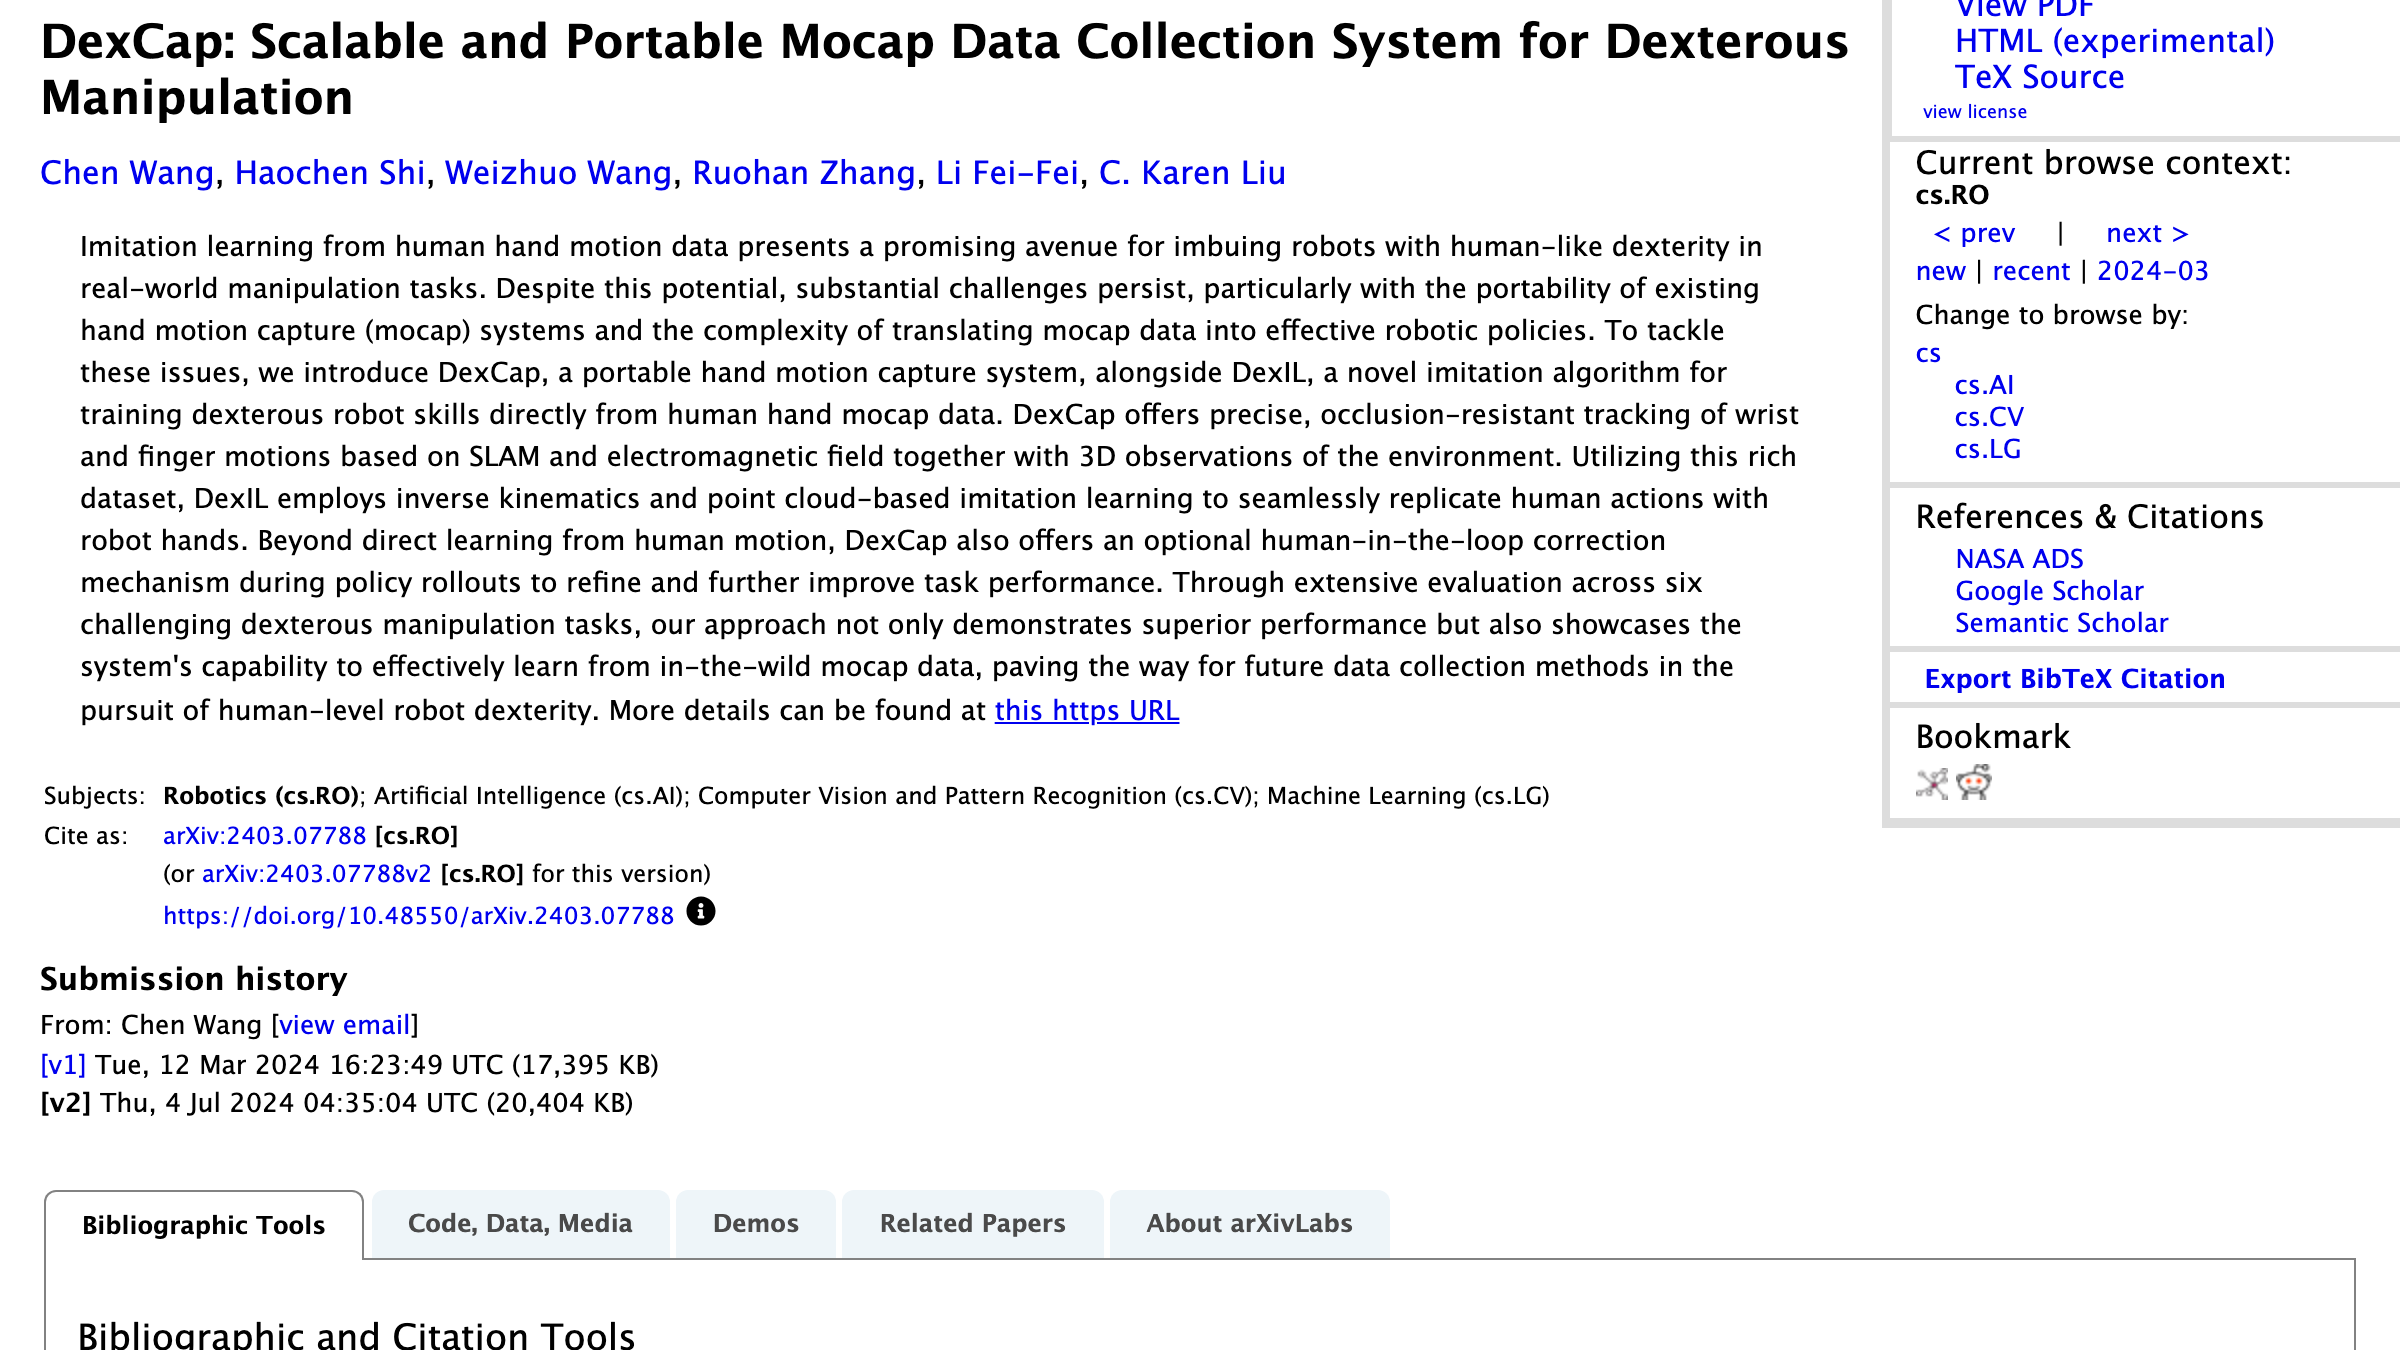 DexCap: Scalable and Portable Mocap Data Collection System for Dexterous
Manipulation
Chen Wang, Haochen Shi, Weizhuo Wang, Ruohan Zhang, Li Fei-Fei, C. Karen Liu
Imitation learning from human hand motion data presents a promising avenue for imbuing robots with human-like dexterity in
real-world manipulation tasks. Despite this potential, substantial challenges persist, particularly with the portability of existing
hand motion capture (mocap) systems and the complexity of translating mocap data into effective robotic policies. To tackle
these issues, we introduce DexCap, a portable hand motion capture system, alongside DexIL, a novel imitation algorithm for
training dexterous robot skills directly from human hand mocap data. DexCap offers precise, occlusion-resistant tracking of wrist
and finger motions based on SLAM and electromagnetic field together with 3D observations of the environment. Utilizing this rich
dataset, DexIL employs inverse kinematics and point cloud-based imitation learning to seamlessly replicate human actions with
robot hands. Beyond direct learning from human motion, DexCap also offers an optional human-in-the-loop correction
mechanism during policy rollouts to refine and further improve task performance. Through extensive evaluation across six
challenging dexterous manipulation tasks, our approach not only demonstrates superior performance but also showcases the
system's capability to effectively learn from in-the-wild mocap data, paving the way for future data collection methods in the
pursuit of human-level robot dexterity. More details can be found at this https URL
Subjects: Robotics (cs.RO); Artificial Intelligence (cs.AI); Computer Vision and Pattern Recognition (cs.CV); Machine Learning (cs.LG)
Cite as: arXiv:2403.07788 [cs.RO]
(or arXiv:2403.07788v2 [cs.RO] for this version)
https://doi.org/10.48550/arXiv.2403.07788
Submission history
From: Chen Wang [view email]
[v1] Tue, 12 Mar 2024 16:23:49 UTC (17,395 KB)
[v2] Thu, 4 Jul 2024 04:35:04 UTC (20,404 KB)
Bibliographic Tools
Code, Data, Media
Demos
Related Papers
About arXivLabs
Bibliographic and Citation Tools
View PDF
HTML (experimental)
TeX Source
view license
Current browse context:
cs.RO
< prev | next >
new | recent | 2024-03
Change to browse by:
cs
cs.AI
cs.CV
cs.LG
References & Citations
NASA ADS
Google Scholar
Semantic Scholar
Export BibTeX Citation
Bookmark